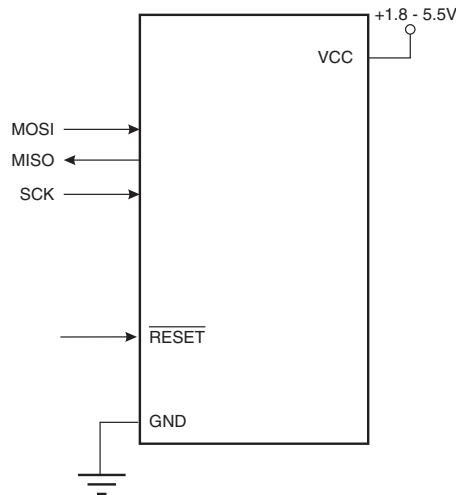 +1.8 - 5.5V
VCC
MOSI
MISO
SCK
RESET
GND